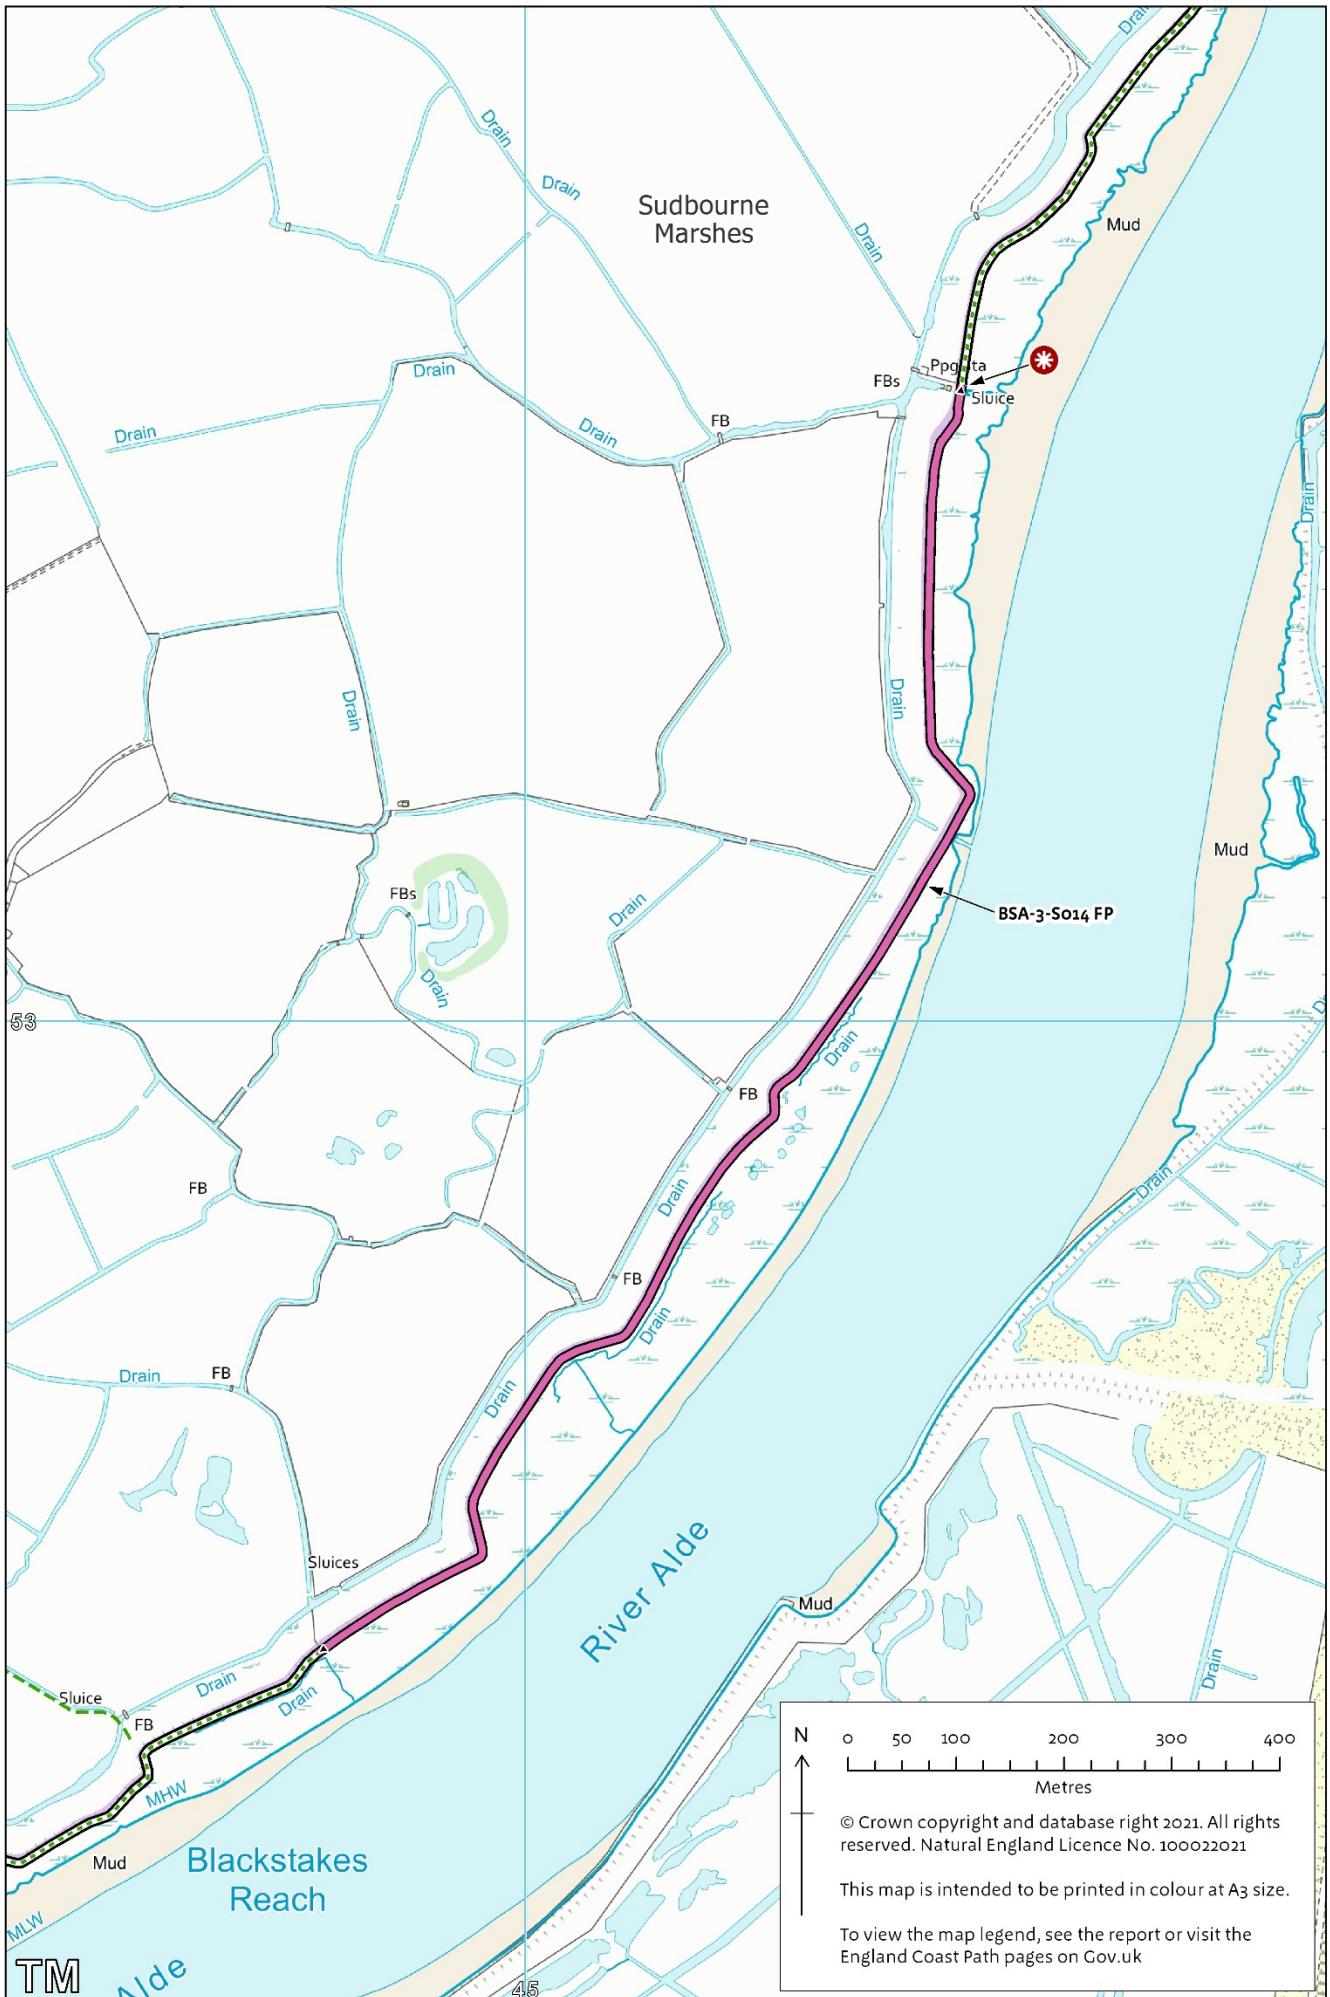 Drain
Drain
Drain
Sudbourne
Marshes
Mud
Drain
FBs
Sluice
Drain
FB
Drain
Drain
Drain
Drain
Drain
Mud
FBs
Drain
BSA-3-S014 FP
Drain
53
Drain
FB
FB
Drain
Drain
FB
Drain
Drain
FB
Drain
Sluices
River Alde
Mud
Drain
Drain
Drain
Sluice
FB
MHW
Mud
Blackstakes
Reach
MLW
TM
Alde
45
N
0 50 100 200 300 400
Metres
© Crown copyright and database right 2021. All rights
reserved. Natural England Licence No. 100022021
This map is intended to be printed in colour at A3 size.
To view the map legend, see the report or visit the
England Coast Path pages on Gov.uk